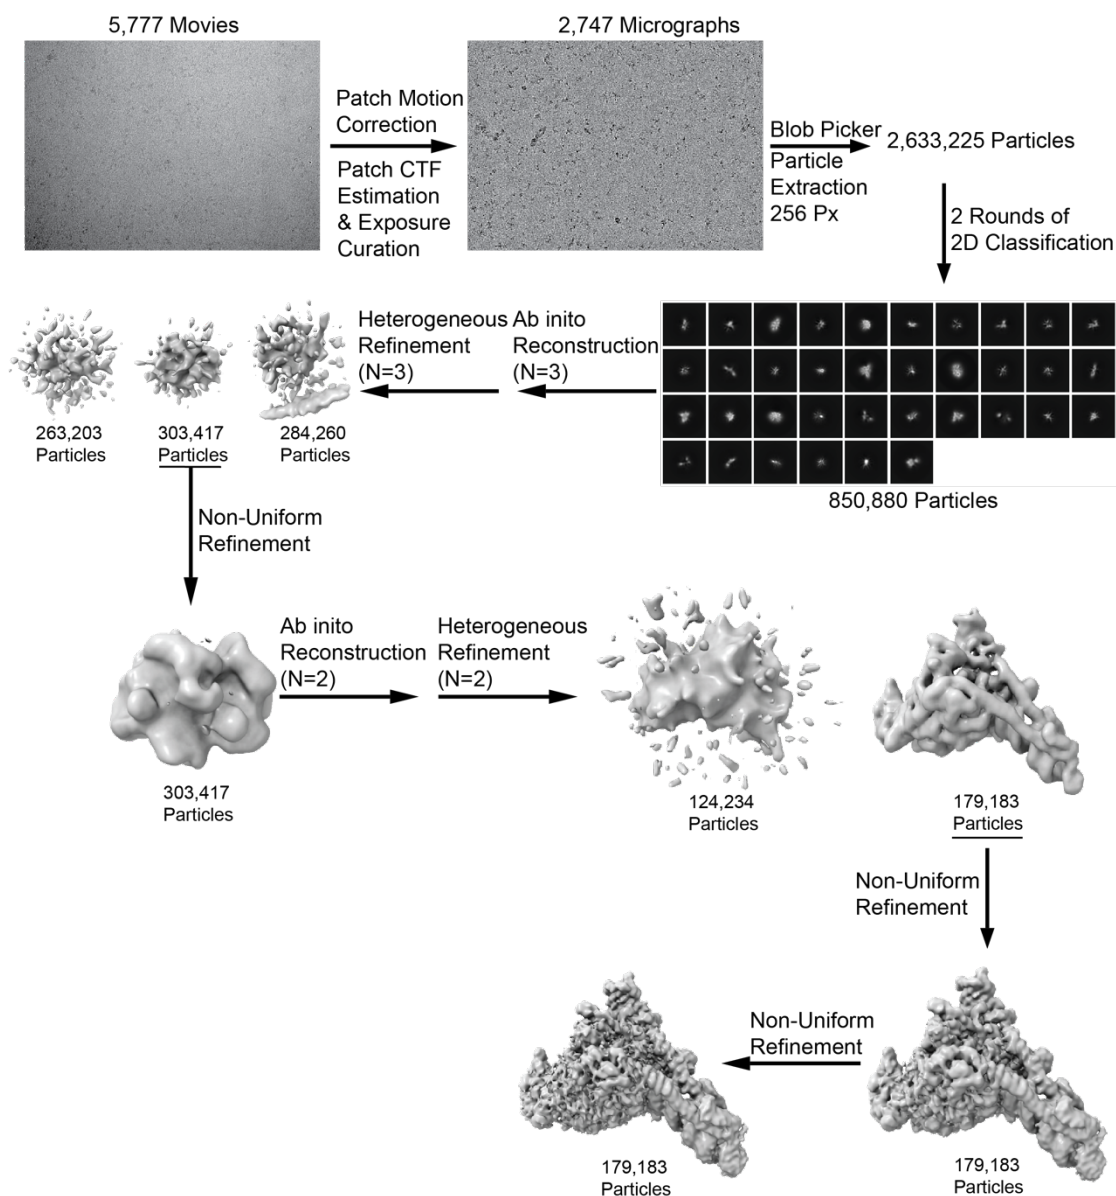 5,777 Movies
2,747 Micrographs
Patch Motion
Correction
Patch CTF
Estimation
& Exposure
Curation
Blob Picker
Particle
Extraction
256 Px
2,633,225 Particles
2 Rounds of
2D Classification
850,880 Particles
Ab inito
Reconstruction
(N=3)
Heterogeneous
Refinement
(N=3)
263,203
Particles
303,417
Particles
284,260
Particles
Non-Uniform
Refinement
303,417
Particles
Ab inito
Reconstruction
(N=2)
Heterogeneous
Refinement
(N=2)
124,234
Particles
179,183
Particles
Non-Uniform
Refinement
179,183
Particles
Non-Uniform
Refinement
179,183
Particles